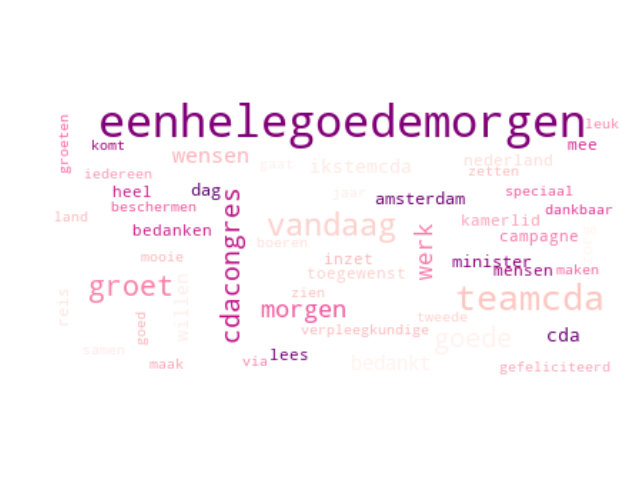 eenhelegoedemorgen
leuk
groeten
komt
mee
wensen
gaat
ikstemcda
nederland
iedereen
zetten
heel
dag
jaar
amsterdam
speciaal
beschermen
dankbaar
land
cdacongres
vandaag
kamerlid
bedanken
werk
campagne
boeren
mooie
inzet
minister
mensen
maken
toegewenst
groet
willen
reis
zien
teamcda
morgen
goed
tweede
verpleegkundige
goede
cda
samen
lees
maak
via
bedankt
gefeliciteerd